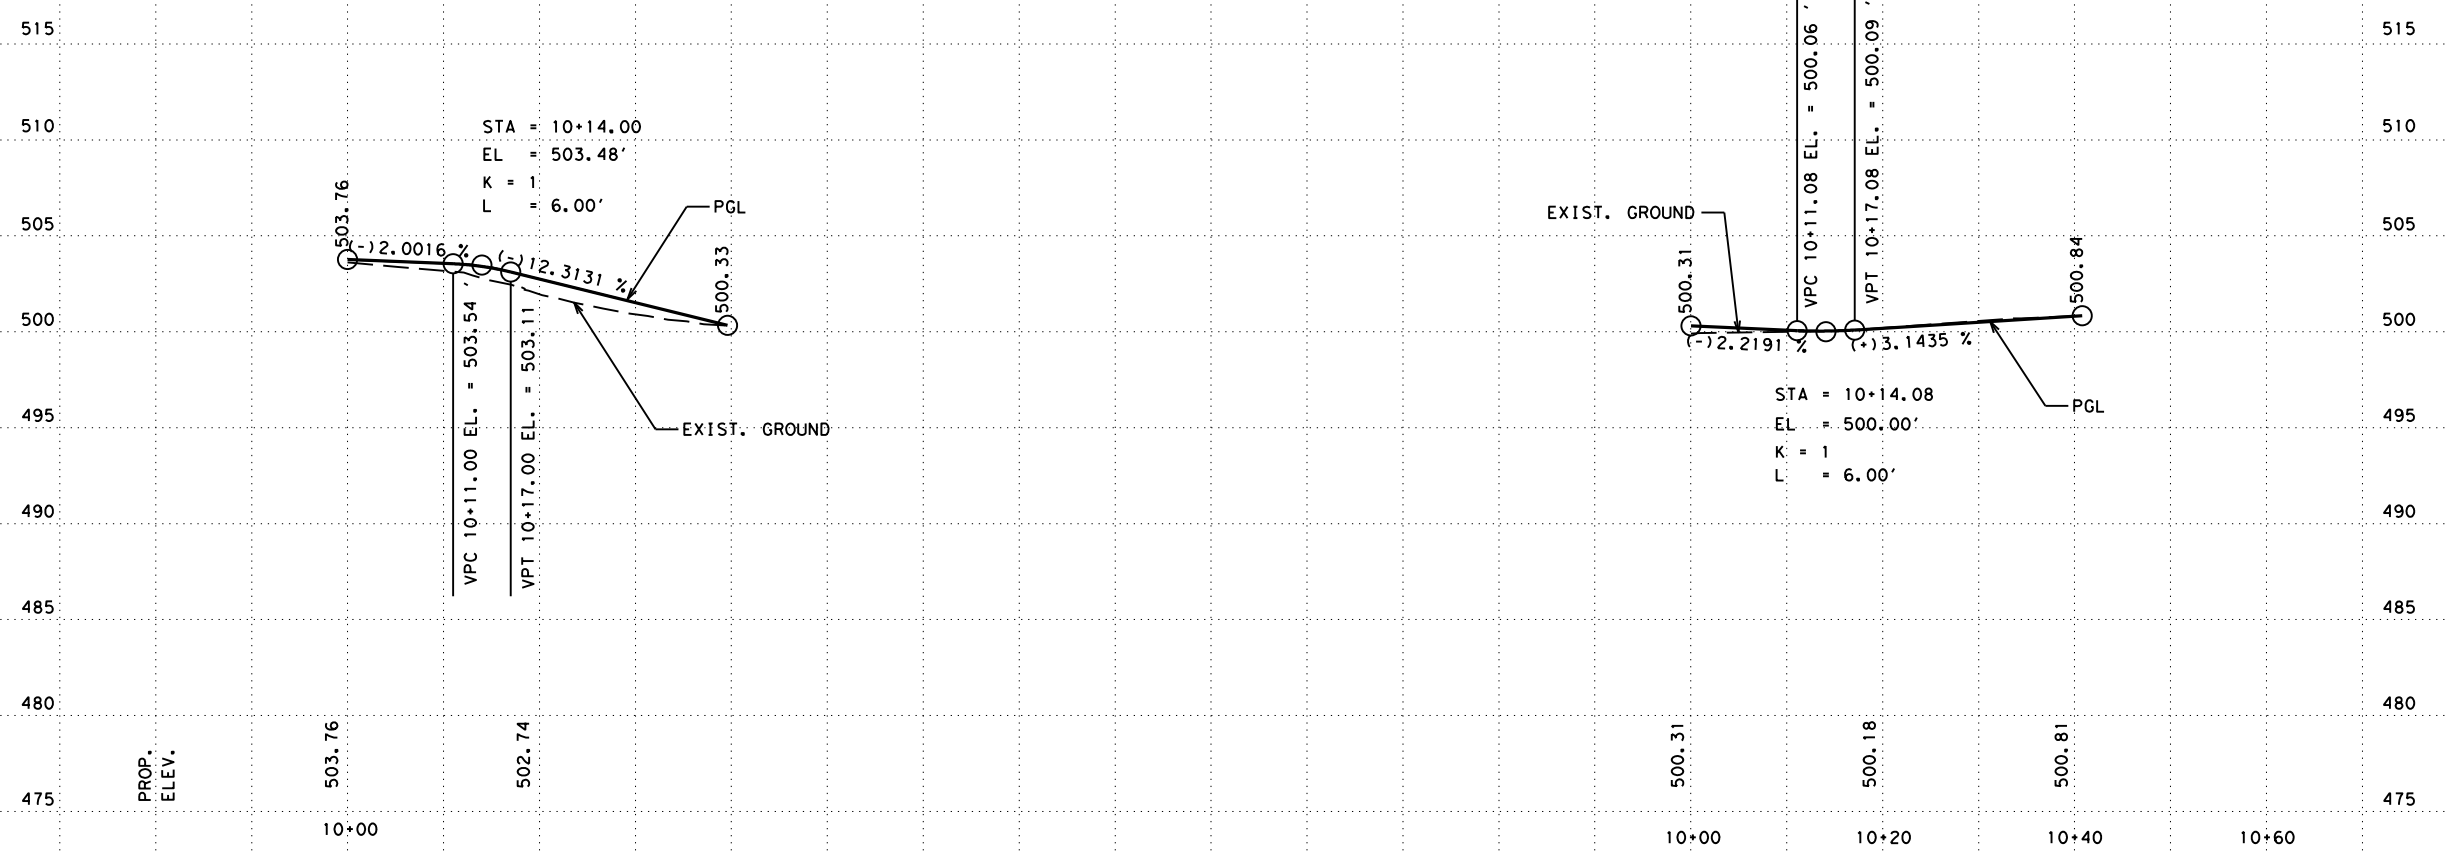 515
510
505
500
495
490
485
480
475
STA = 10+14.00
EL = 503.48'
K = 1
L = 6.00'
PGL
503.76
(-)2.0016 %
(-)12.3131 %
500.33
VPC 10+11.00 EL. = 503.54 '
VPT 10+17.00 EL. = 503.11 '
EXIST. GROUND
PROP.
ELEV.
503.76
502.74
10+00
VPC 10+11.08 EL. = 500.06 '
VPT 10+17.08 EL. = 500.09 '
EXIST. GROUND
500.31
500.84
(-)2.2191 %
(+)3.1435 %
STA = 10+14.08
EL = 500.00'
K = 1
L = 6.00'
PGL
500.31
500.18
500.81
10+00
10+20
10+40
10+60
515
510
505
500
495
490
485
480
475